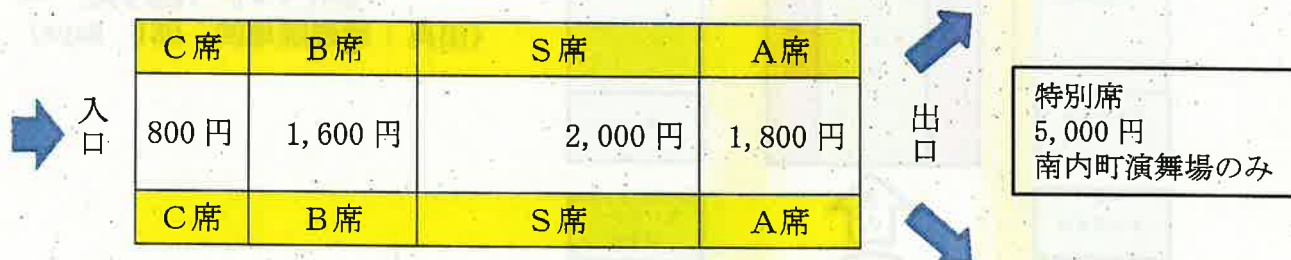 C席 B席 S席 A席
入口 800円 1,600円 2,000円 1,800円 出口
C席 B席 S席 A席
特別席
5,000円
南内町演舞場のみ